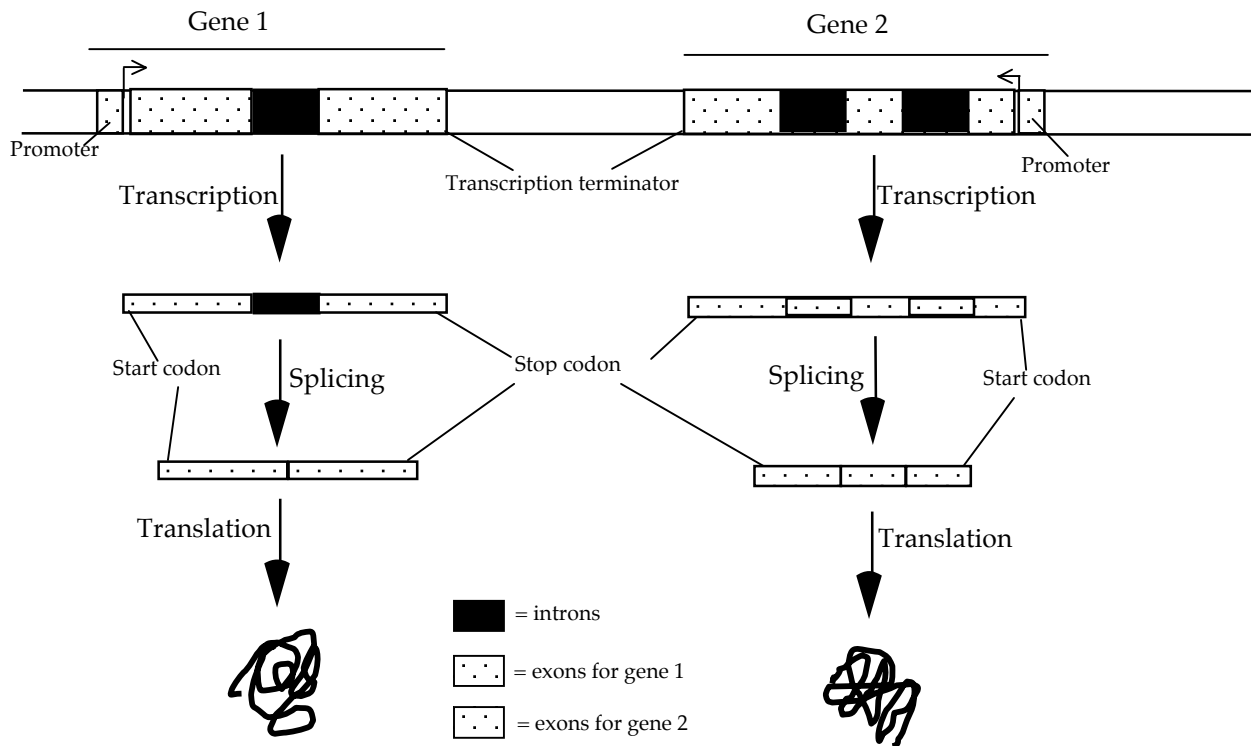 Gene 1
Gene 2
Promoter
Transcription terminator
Promoter
Transcription
Transcription
Start codon
Splicing
Stop codon
Splicing
Start codon
Translation
Translation
= introns
= exons for gene 1
= exons for gene 2